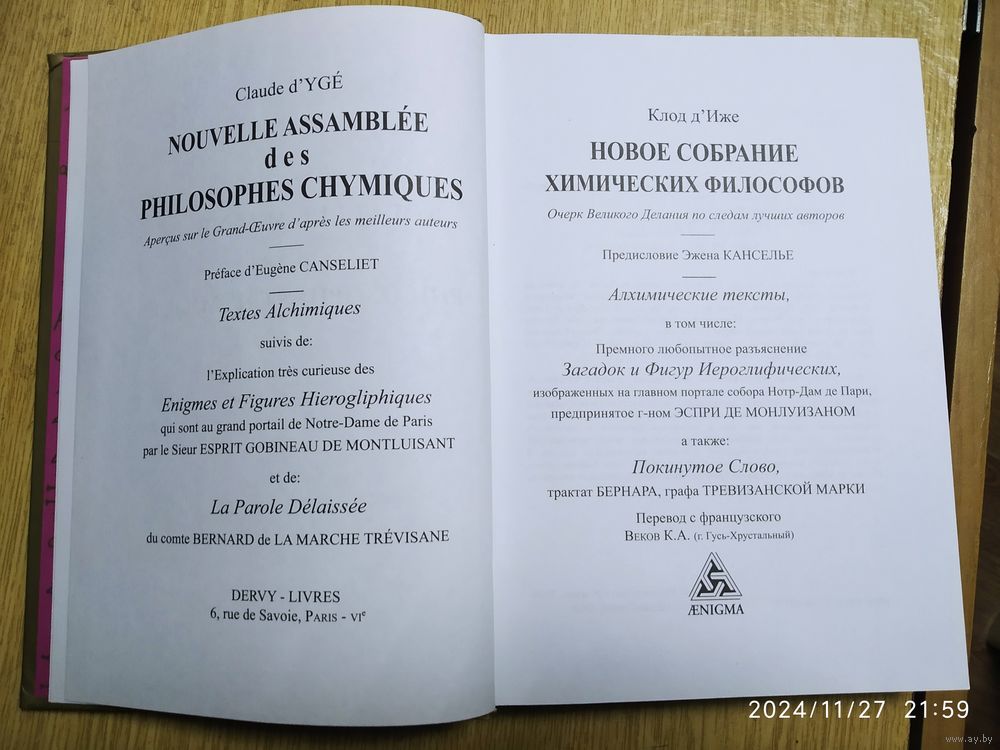 Claude d'YGÉ
NOUVELLE ASSAMBLÉE
des
PHILOSOPHES CHYMIQUES
Aperçus sur le Grand-Œuvre d'après les meilleurs auteurs
Préface d'Eugène CANSELIET
Textes Alchimiques
suivis de:
l'Explication très curieuse des
Enigmes et Figures Hierogliphiques
qui sont au grand portail de Notre-Dame de Paris
par le Sieur ESPRIT GOBINEAU DE MONTLUISANT
et de:
La Parole Délaissée
du comte BERNARD de LA MARCHE TRÉVISANE
DERVY - LIVRES
6, rue de Savoie, PARIS - VIe
Клод д'Иже
НОВОЕ СОБРАНИЕ
ХИМИЧЕСКИХ ФИЛОСОФОВ
Очерк Великого Делания по следам лучших авторов
Предисловие Эжена КАНСЕЛЬЕ
Алхимические тексты,
в том числе:
Премного любопытное разъяснение
Загадок и Фигур Иероглифических,
изображенных на главном портале собора Нотр-Дам де Пари,
предпринятое г-ном ЭСПРИ ДЕ МОНЛУИЗАНОМ
а также:
Покинутое Слово,
трактат БЕРНАРА, графа ТРЕВИЗАНСКОЙ МАРКИ
Перевод с французского
ВЕКОВ К.А. (г. Гусь-Хрустальный)
ÆNIGMA
2024/11/27 21:59
www.ay.by